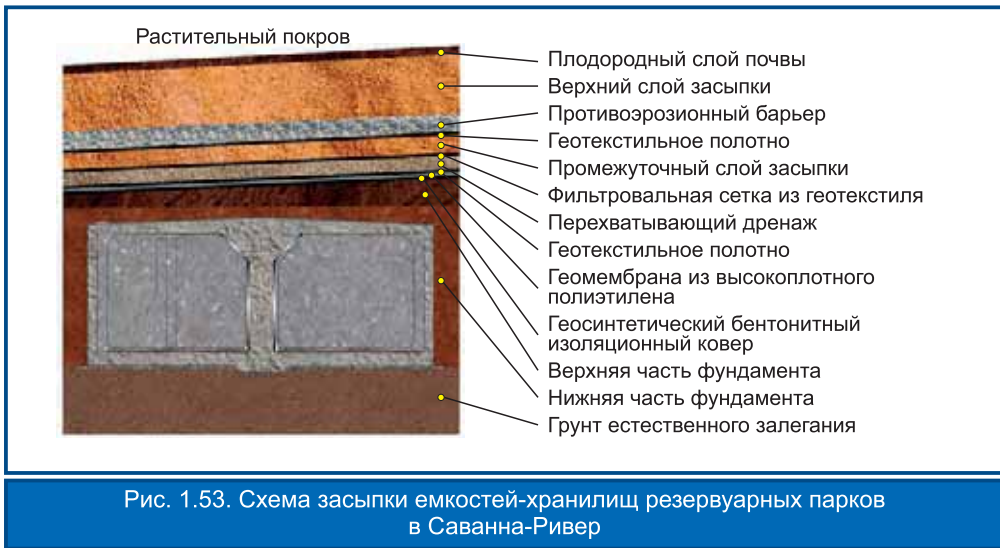 Растительный покров
Плодородный слой почвы
Верхний слой засыпки
Противоэрозионный барьер
Геотекстильное полотно
Промежуточный слой засыпки
Фильтровальная сетка из геотекстиля
Перехватывающий дренаж
Геотекстильное полотно
Геомембрана из высокоплотного
полиэтилена
Геосинтетический бентонитный
изоляционный ковер
Верхняя часть фундамента
Нижняя часть фундамента
Грунт естественного залегания
Рис. 1.53. Схема засыпки емкостей-хранилищ резервуарных парков
в Саванна-Ривер